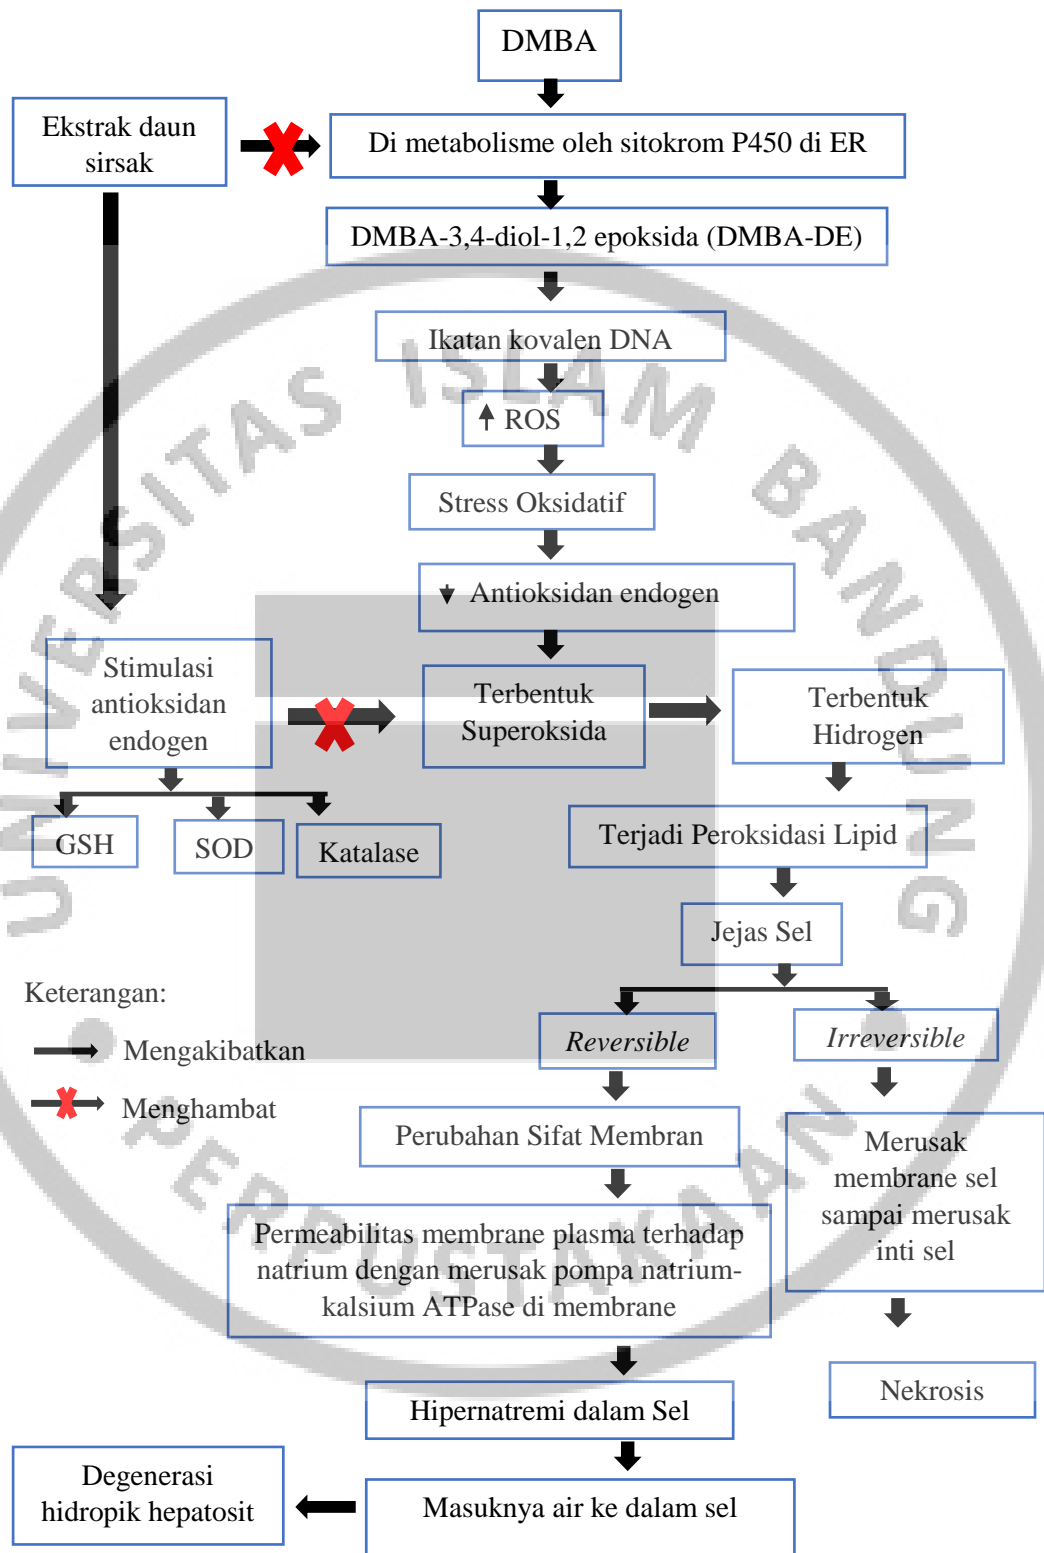 DMBA
Ekstrak daun
sirsak
Di metabolisme oleh sitokrom P450 di ER
DMBA-3,4-diol-1,2 epoksida (DMBA-DE)
Ikatan kovalen DNA
ROS
Stress Oksidatif
Antioksidan endogen
Stimulasi
antioksidan
endogen
Terbentuk
Superoksida
Terbentuk
Hidrogen
GSH
SOD
Katalase
Terjadi Peroksidasi Lipid
Jejas Sel
Keterangan:
Mengakibatkan
Menghambat
Reversible
Irreversible
Perubahan Sifat Membran
Merusak
membrane sel
sampai merusak
inti sel
Permeabilitas membrane plasma terhadap
natrium dengan merusak pompa natrium-
kalsium ATPase di membrane
Nekrosis
Hipernatremi dalam Sel
Degenerasi
hidropik hepatosit
Masuknya air ke dalam sel
UNIVERSITAS ISLAM BANDUNG
PERPUSTAKAAN